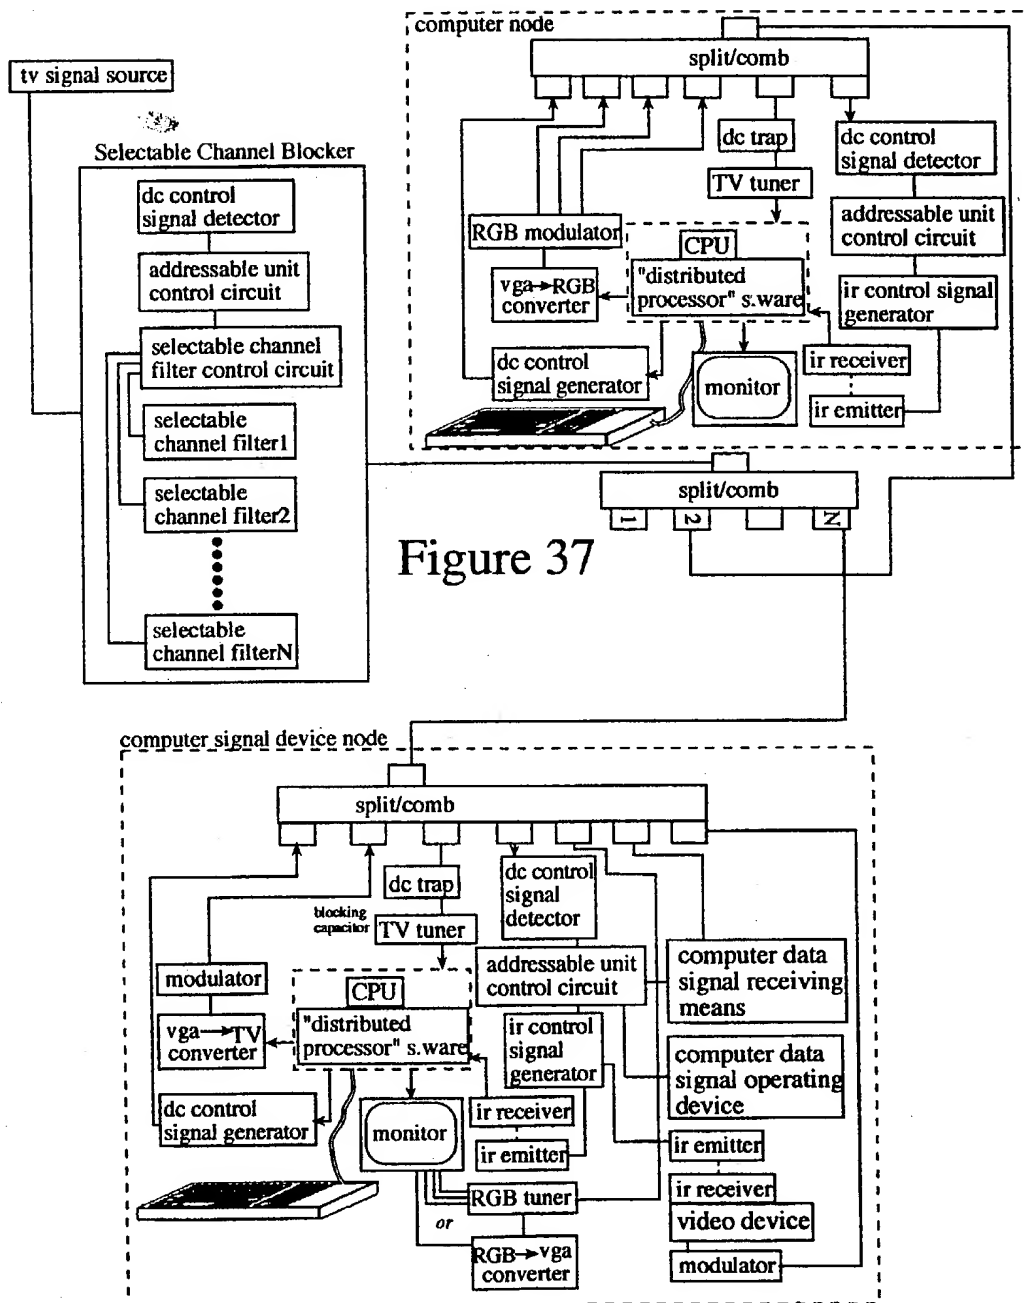 computer node
split/comb
tv signal source
Selectable Channel Blocker
dc control
signal detector
addressable unit
control circuit
selectable channel
filter control circuit
selectable
channel filter1
selectable
channel filter2
selectable
channel filterN
dc trap
TV tuner
dc control
signal detector
addressable unit
control circuit
ir control signal
generator
RGB modulator
CPU
"distributed
processor" s.ware
vga→RGB
converter
dc control
signal generator
monitor
ir receiver
ir emitter
split/comb
1
2
N
Figure 37
computer signal device node
split/comb
dc trap
blocking
capacitor
TV tuner
dc control
signal
detector
modulator
CPU
"distributed
processor" s.ware
vga→TV
converter
dc control
signal generator
addressable unit
control circuit
ir control
signal
generator
computer data
signal receiving
means
computer data
signal operating
device
monitor
ir receiver
ir emitter
ir emitter
ir receiver
video device
modulator
RGB tuner
or
RGB→vga
converter